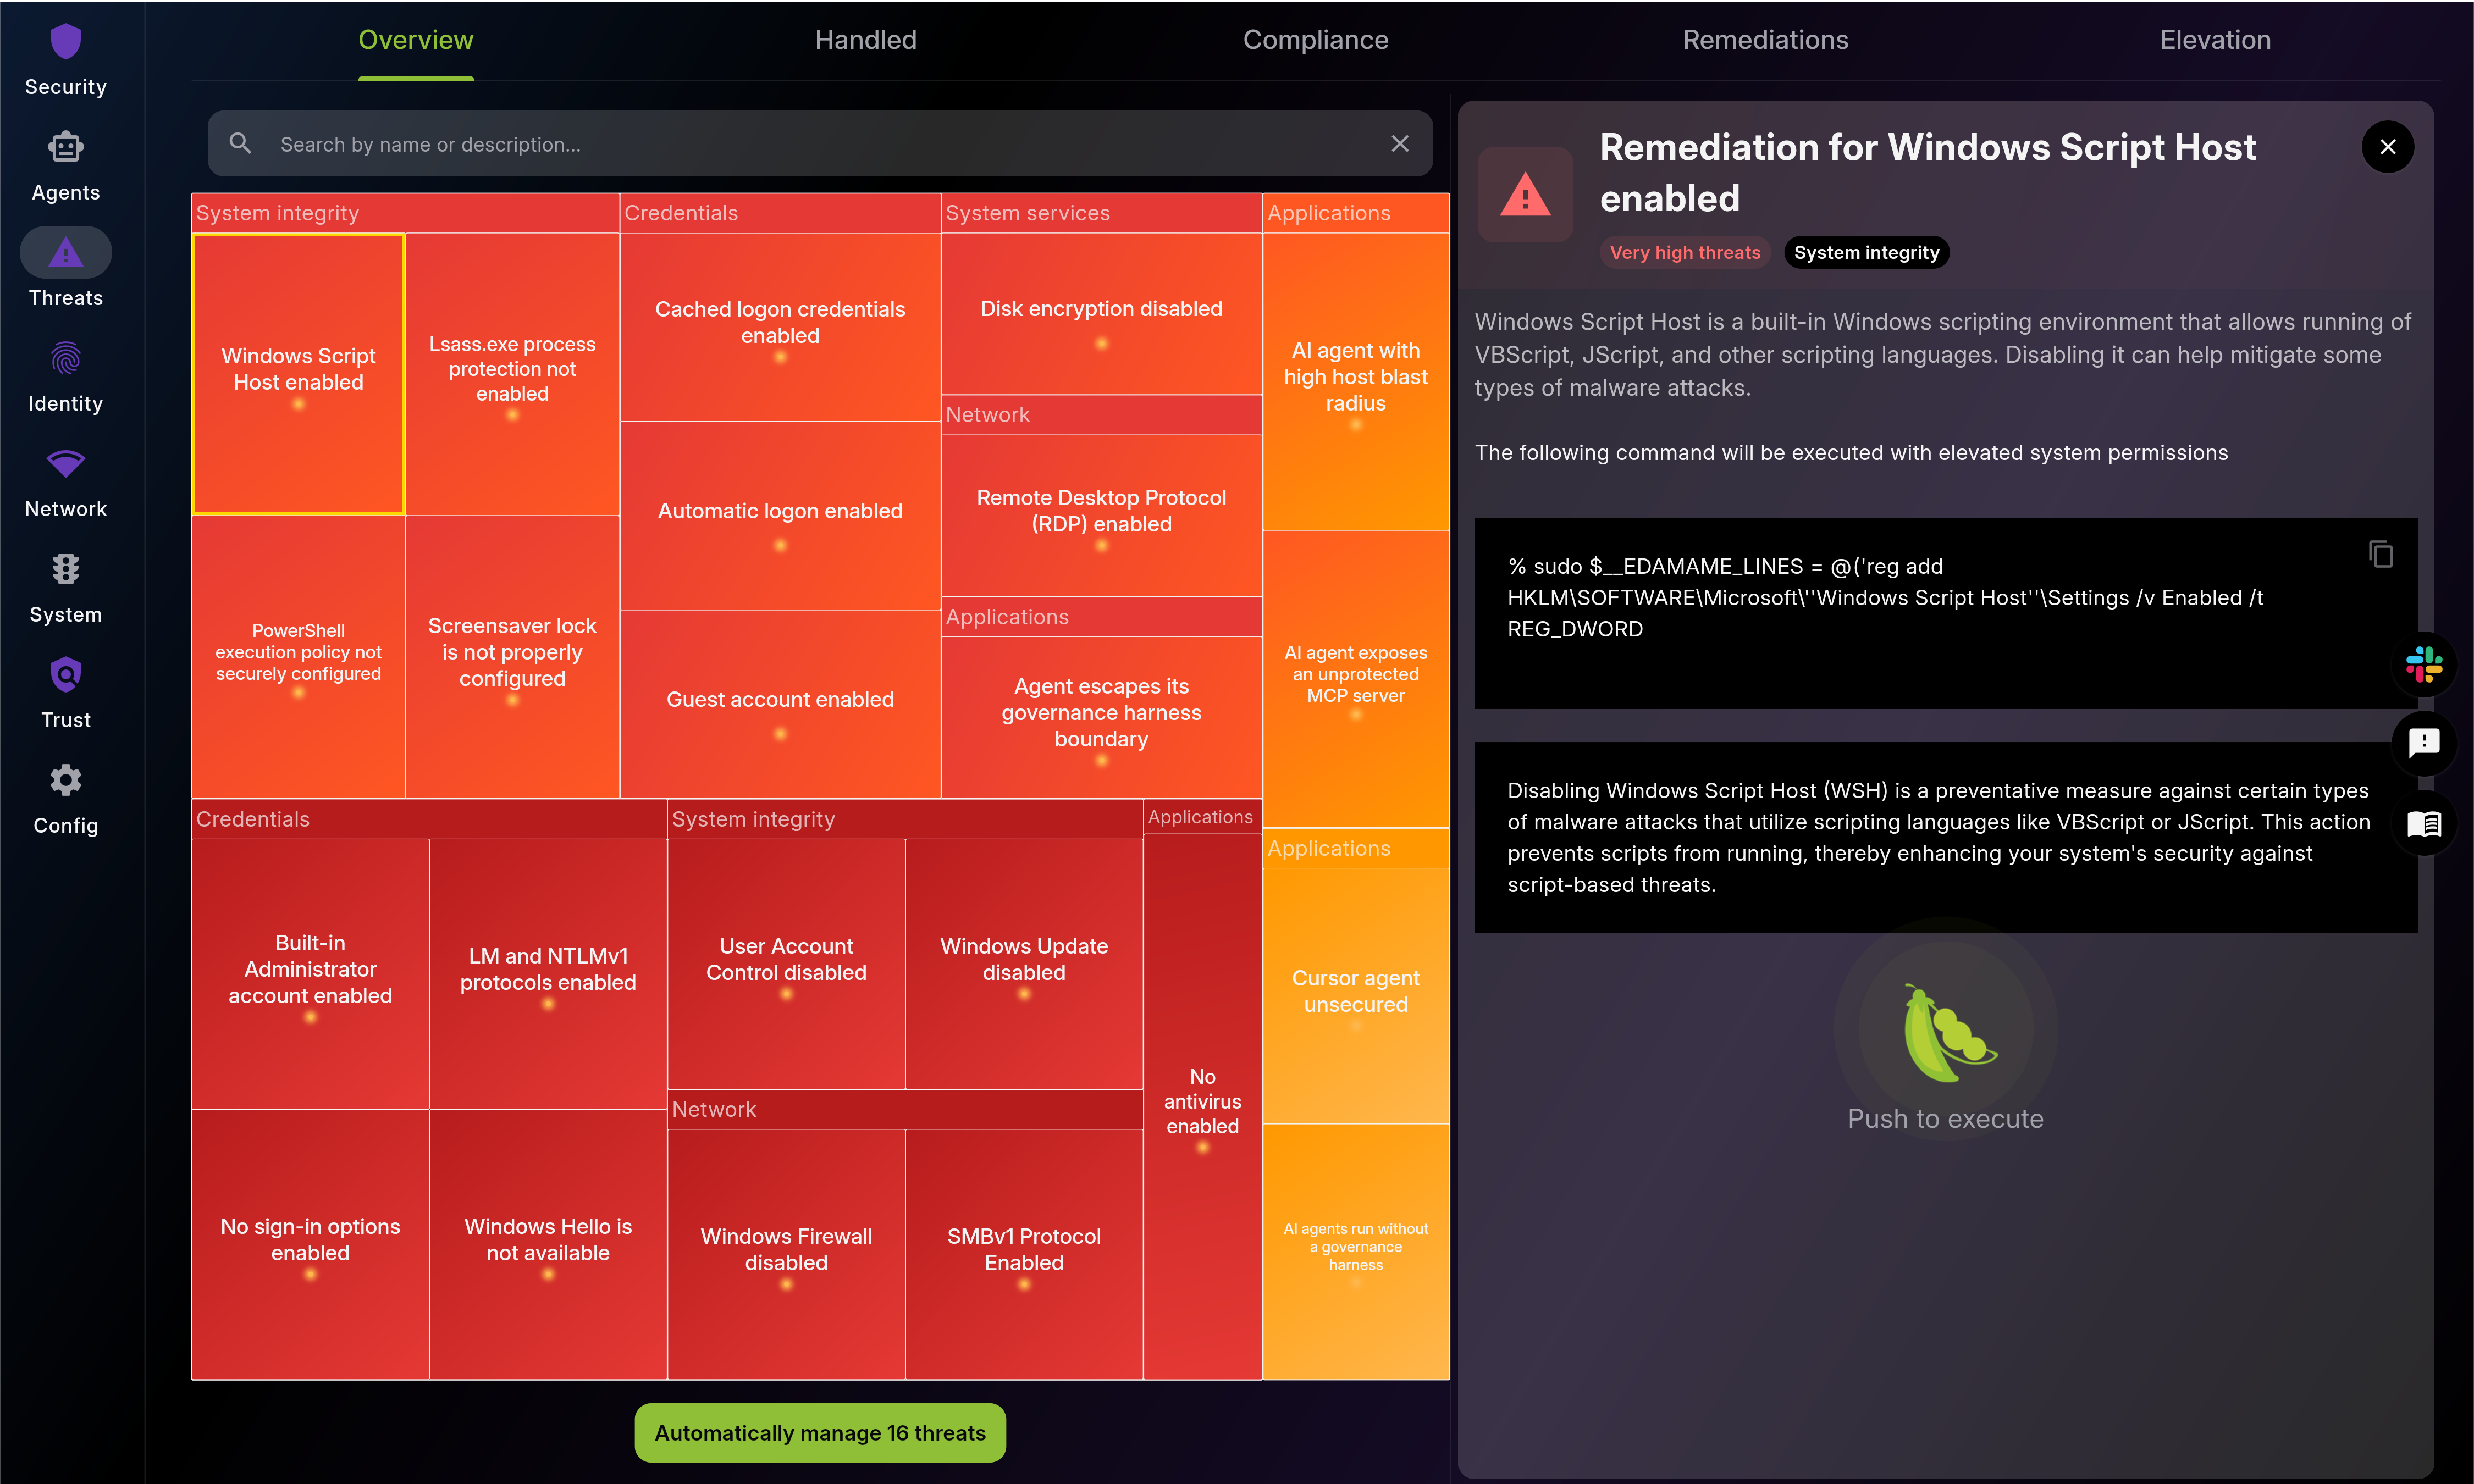 Security
Agents
Threats
Identity
Network
System
Trust
Config
Overview
Handled
Compliance
Remediations
Elevation
Search by name or description...
System integrity
Windows Script
Host enabled
Lsass.exe process
protection not
enabled
PowerShell
execution policy not
securely configured
Screensaver lock
is not properly
configured
Credentials
Cached logon credentials
enabled
Automatic logon enabled
Guest account enabled
System services
Disk encryption disabled
Network
Remote Desktop Protocol
(RDP) enabled
Applications
Agent escapes its
governance harness
boundary
Applications
AI agent with
high host blast
radius
AI agent exposes
an unprotected
MCP server
Credentials
Built-in
Administrator
account enabled
LM and NTLMv1
protocols enabled
No sign-in options
enabled
Windows Hello is
not available
System integrity
User Account
Control disabled
Windows Update
disabled
Network
Windows Firewall
disabled
SMBv1 Protocol
Enabled
Applications
No
antivirus
enabled
Applications
Cursor agent
unsecured
AI agents run without
a governance
harness
Automatically manage 16 threats
Remediation for Windows Script Host
enabled
Very high threats
System integrity
Windows Script Host is a built-in Windows scripting environment that allows running of
VBScript, JScript, and other scripting languages. Disabling it can help mitigate some
types of malware attacks.
The following command will be executed with elevated system permissions
% sudo $__EDAMAME_LINES = @('reg add
HKLM\SOFTWARE\Microsoft\''Windows Script Host''\Settings /v Enabled /t
REG_DWORD
Disabling Windows Script Host (WSH) is a preventative measure against certain types
of malware attacks that utilize scripting languages like VBScript or JScript. This action
prevents scripts from running, thereby enhancing your system's security against
script-based threats.
Push to execute